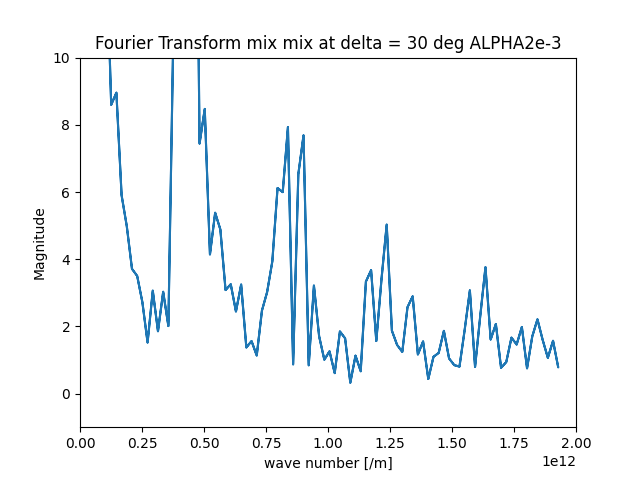 Fourier Transform mix mix at delta = 30 deg ALPHA2e-3
10
8
6
4
2
0
Magnitude
0.00 0.25 0.50 0.75 1.00 1.25 1.50 1.75 2.00
wave number [/m]
1e12